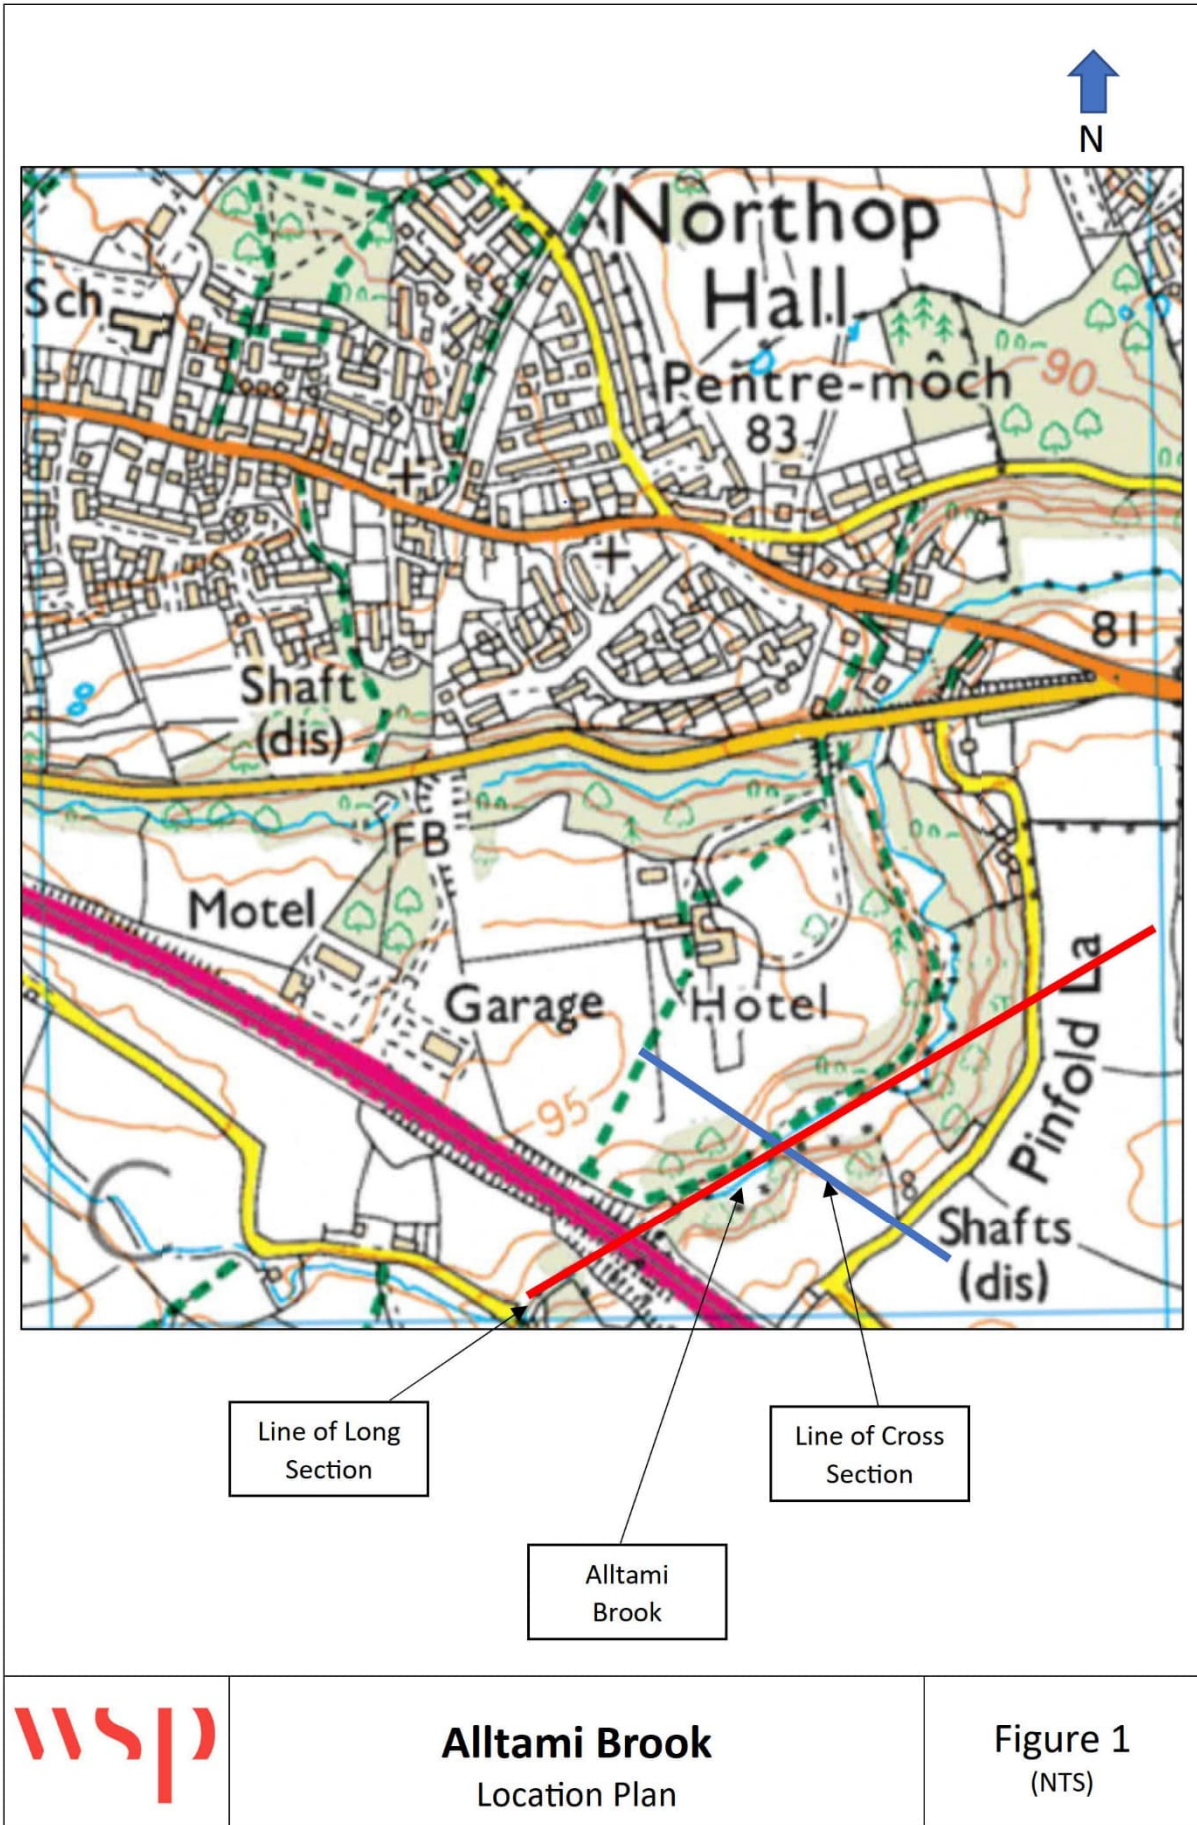 N
Northop
Hall
Sch
Pentre-môch
90
83
81
Shaft
(dis)
FB
Motel
Garage
Hotel
95
Pinfold La
Shafts
(dis)
Line of Long
Section
Line of Cross
Section
Alltami
Brook
wsp
Alltami Brook
Location Plan
Figure 1
(NTS)